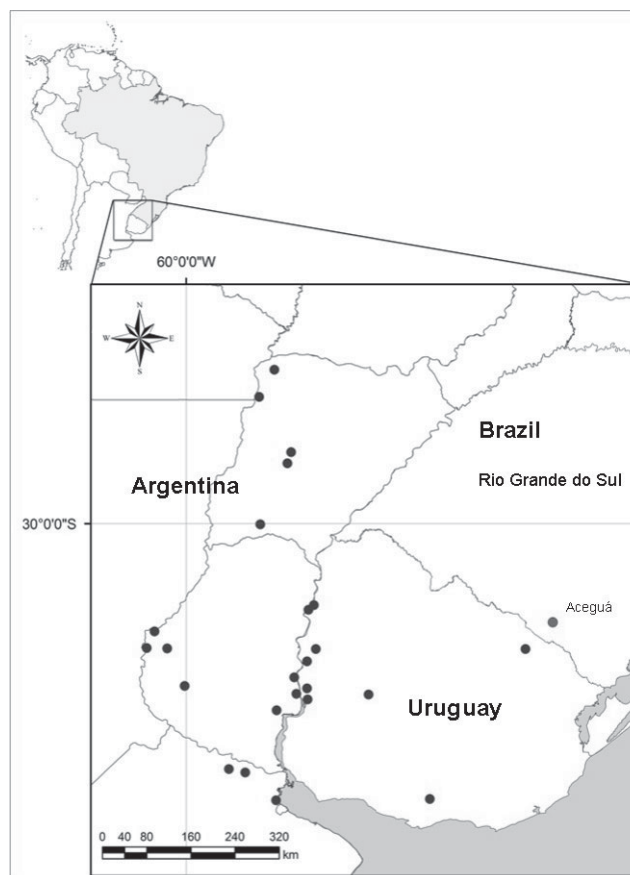 60°0'0"W
N
W E
S
Brazil
Argentina
Rio Grande do Sul
30°0'0"S
Aceguá
Uruguay
0 40 80 160 240 320
km